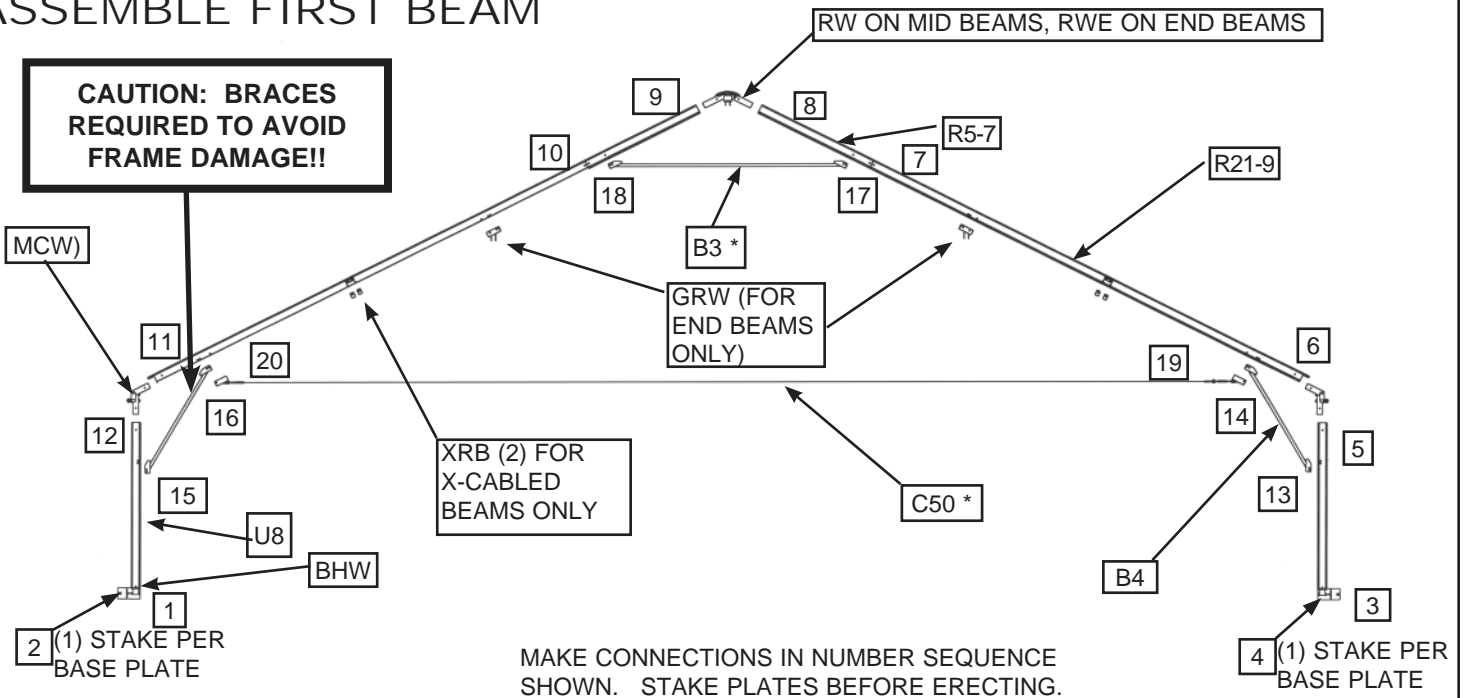 ASSEMBLE FIRST BEAM
RW ON MID BEAMS, RWE ON END BEAMS
CAUTION: BRACES
REQUIRED TO AVOID
FRAME DAMAGE!!
9
8
R5-7
10
7
R21-9
18
17
MCW)
B3 *
GRW (FOR
END BEAMS
ONLY)
11
20
19
6
16
14
12
5
XRB (2) FOR
X-CABLED
BEAMS ONLY
15
C50 *
13
U8
BHW
B4
1
3
2
(1) STAKE PER
BASE PLATE
4
(1) STAKE PER
BASE PLATE
MAKE CONNECTIONS IN NUMBER SEQUENCE
SHOWN. STAKE PLATES BEFORE ERECTING.